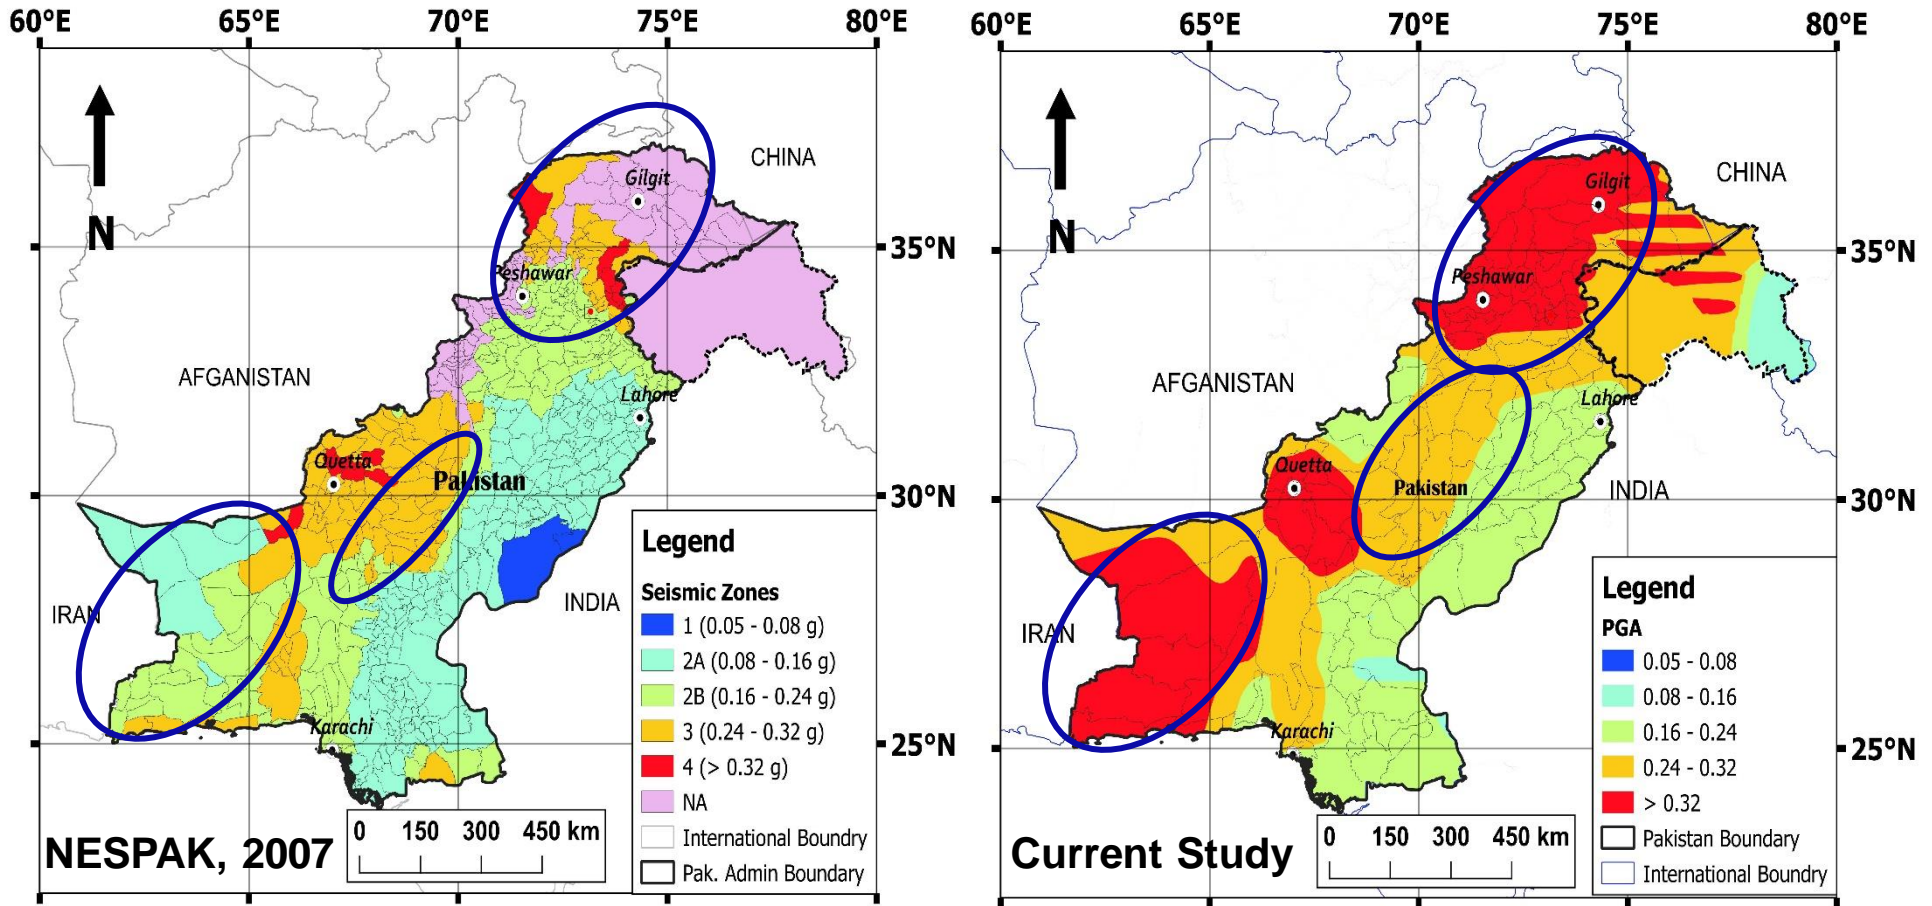 60°E 65°E 70°E 75°E 80°E
N
CHINA
Gilgit
35°N
Peshawar
AFGANISTAN
Lahore
Quetta
Pakistan
30°N
IRAN
INDIA
Karachi
25°N
Legend
Seismic Zones
1 (0.05 - 0.08 g)
2A (0.08 - 0.16 g)
2B (0.16 - 0.24 g)
3 (0.24 - 0.32 g)
4 (> 0.32 g)
NA
International Boundry
Pak. Admin Boundary
0 150 300 450 km
NESPAK, 2007
60°E 65°E 70°E 75°E 80°E
N
CHINA
Gilgit
35°N
Peshawar
AFGANISTAN
Lahore
Quetta
Pakistan
INDIA
30°N
IRAN
Karachi
25°N
Legend
PGA
0.05 - 0.08
0.08 - 0.16
0.16 - 0.24
0.24 - 0.32
> 0.32
Pakistan Boundary
International Boundry
0 150 300 450 km
Current Study